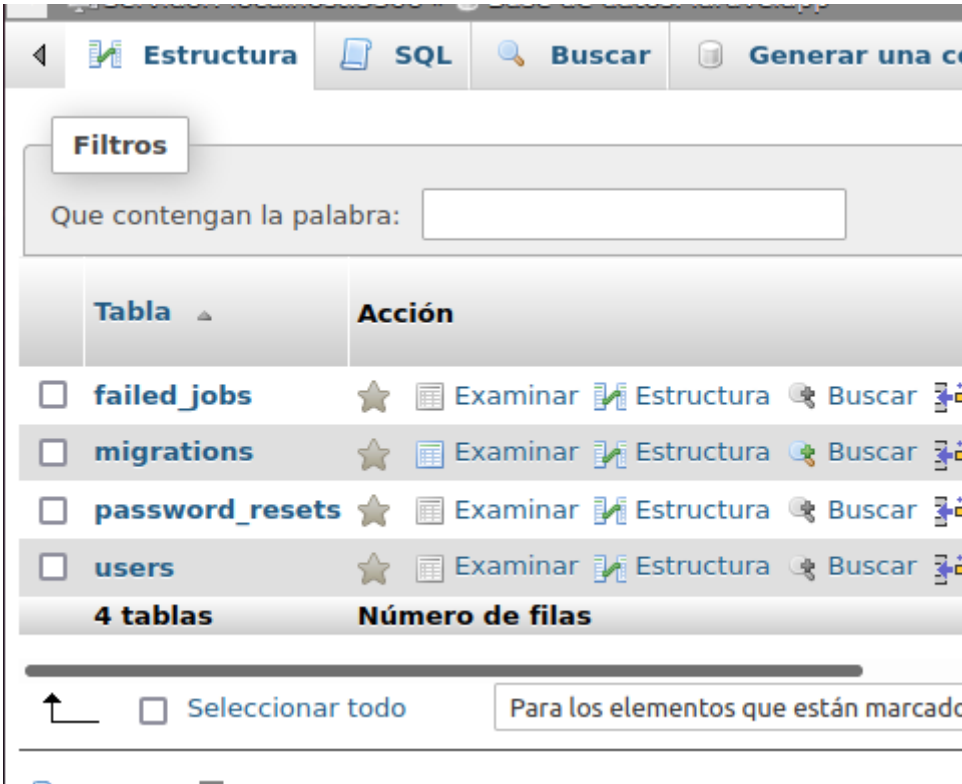 Estructura SQL Buscar Generar una
Filtros
Que contengan la palabra:
Tabla Acción
failed_jobs Examinar Estructura Buscar
migrations Examinar Estructura Buscar
password_resets Examinar Estructura Buscar
users Examinar Estructura Buscar
4 tablas Número de filas
Seleccionar todo Para los elementos que están marcado